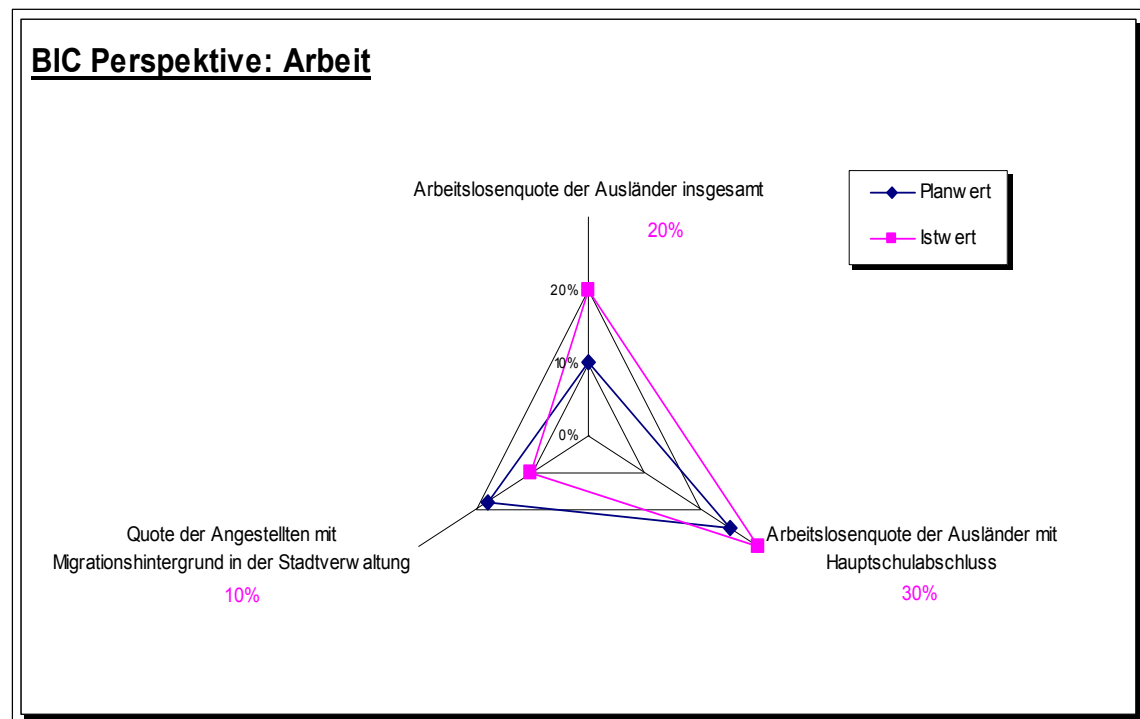 BIC Perspektive: Arbeit
Arbeitslosenquote der Ausländer insgesamt
20%
Planwert
Istwert
20%
10%
0%
Quote der Angestellten mit
Migrationshintergrund in der Stadtverwaltung
10%
Arbeitslosenquote der Ausländer mit
Hauptschulabschluss
30%